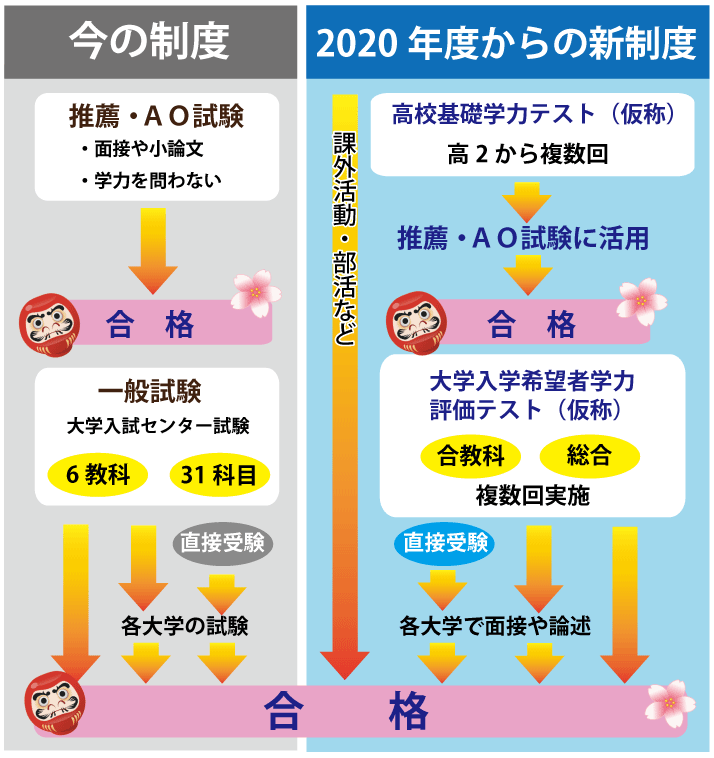 今の制度
推薦・ＡＯ試験
・面接や小論文
・学力を問わない
合　格
一般試験
大学入試センター試験
6 教科
31 科目
直接受験
各大学の試験
2020 年度からの新制度
課外活動・部活など
高校基礎学力テスト（仮称）
高 2 から複数回
推薦・ＡＯ試験に活用
合　格
大学入学希望者学力
評価テスト（仮称）
合教科
総合
複数回実施
直接受験
各大学で面接や論述
合　格